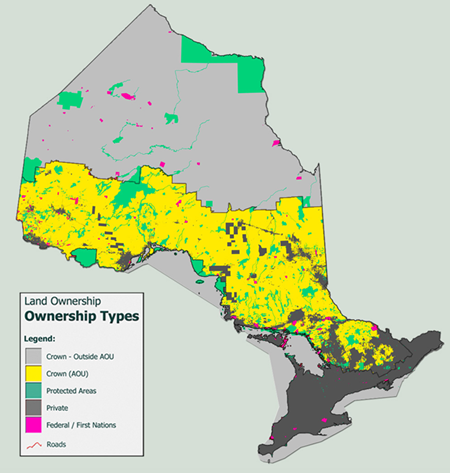 Land Ownership
Ownership Types
Legend:
Crown - Outside AOU
Crown (AOU)
Protected Areas
Private
Federal / First Nations
Roads